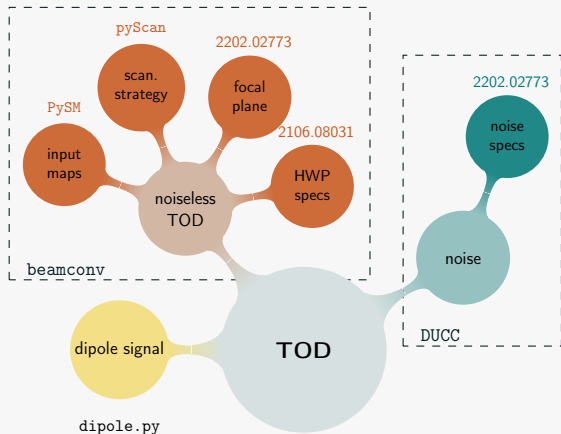 pyScan
2202.02773
scan.
strategy
focal
plane
2202.02773
PySM
noise
specs
input
maps
2106.08031
HWP
specs
noiseless
TOD
noise
beamconv
DUCC
dipole signal
TOD
dipole.py